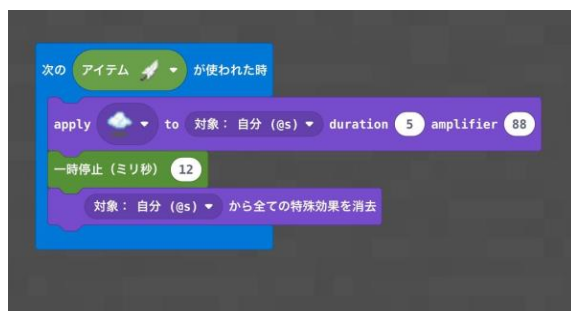 次の アイテム が使われた時
apply to 対象: 自分 (@s) duration 5 amplifier 88
一時停止 (ミリ秒) 12
対象: 自分 (@s) から全ての特殊効果を消去